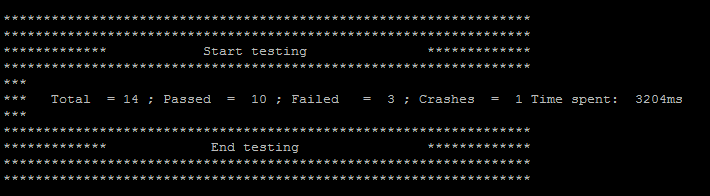 ******************************************************************
******************************************************************
*************            Start testing               *************
******************************************************************
***
***   Total  = 14 ; Passed  =  10 ; Failed   =  3 ; Crashes  =  1 Time spent:  3204ms
***
******************************************************************
*************             End testing                *************
******************************************************************
******************************************************************